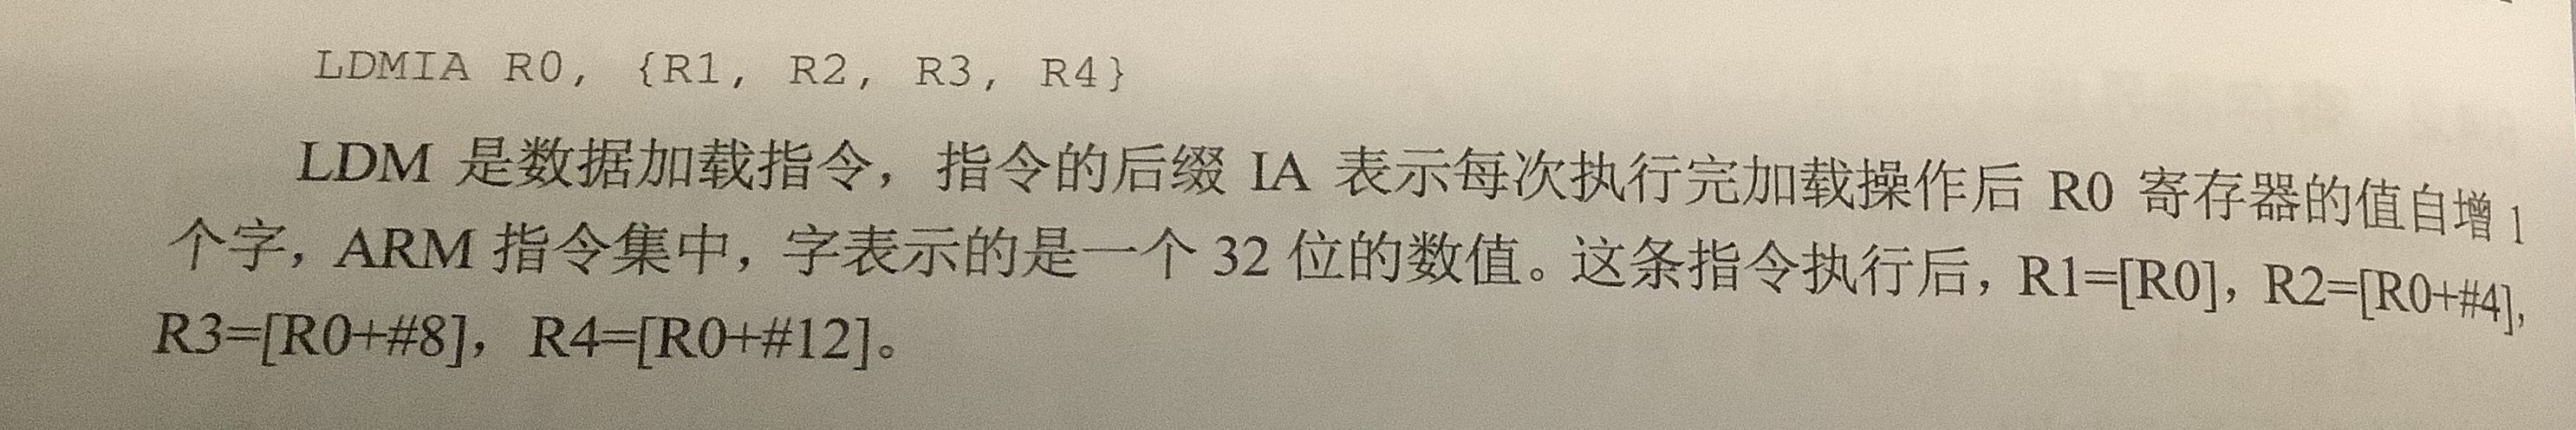 LDMIA R0, {R1, R2, R3, R4}
LDM 是数据加载指令，指令的后缀 IA 表示每次执行完加载操作后 R0 寄存器的值自增 1
个字，ARM 指令集中，字表示的是一个 32 位的数值。这条指令执行后，R1=[R0]，R2=[R0+#4],
R3=[R0+#8]，R4=[R0+#12]。